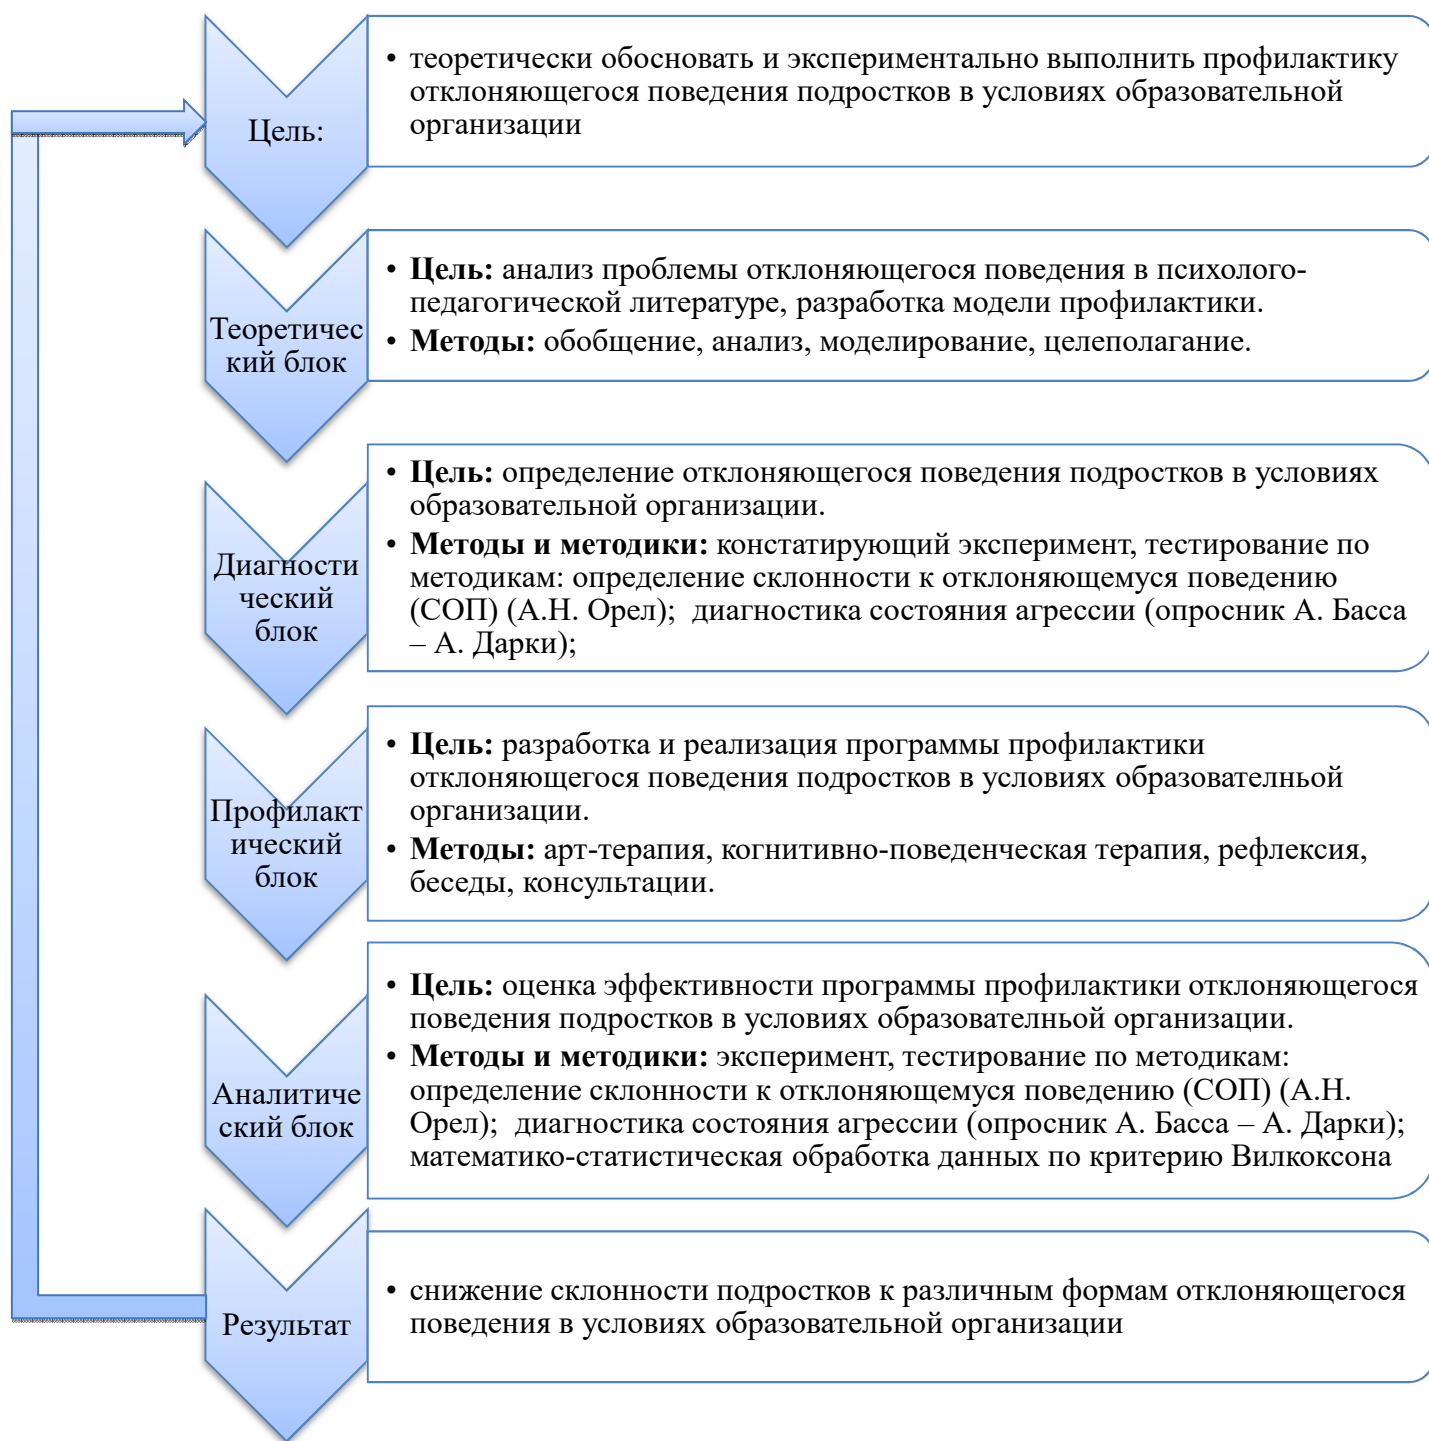 Цель:
• теоретически обосновать и экспериментально выполнить профилактику
отклоняющегося поведения подростков в условиях образовательной
организации
Теоретичес
кий блок
• Цель: анализ проблемы отклоняющегося поведения в психолого-
педагогической литературе, разработка модели профилактики.
• Методы: обобщение, анализ, моделирование, целеполагание.
Диагности
ческий
блок
• Цель: определение отклоняющегося поведения подростков в условиях
образовательной организации.
• Методы и методики: констатирующий эксперимент, тестирование по
методикам: определение склонности к отклоняющемуся поведению
(СОП) (А.Н. Орел);  диагностика состояния агрессии (опросник А. Басса
– А. Дарки);
Профилакт
ический
блок
• Цель: разработка и реализация программы профилактики
отклоняющегося поведения подростков в условиях образователньой
организации.
• Методы: арт-терапия, когнитивно-поведенческая терапия, рефлексия,
беседы, консультации.
Аналитиче
ский блок
• Цель: оценка эффективности программы профилактики отклоняющегося
поведения подростков в условиях образователньой организации.
• Методы и методики: эксперимент, тестирование по методикам:
определение склонности к отклоняющемуся поведению (СОП) (А.Н.
Орел);  диагностика состояния агрессии (опросник А. Басса – А. Дарки);
математико-статистическая обработка данных по критерию Вилкоксона
Результат
• снижение склонности подростков к различным формам отклоняющегося
поведения в условиях образовательной организации